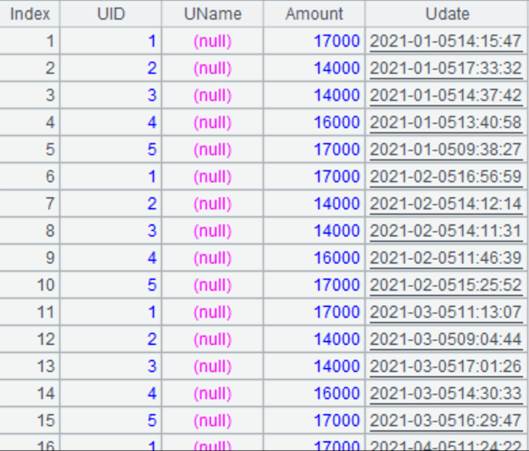 Index UID UName Amount Udate
1 1 (null) 17000 2021-01-0514:15:47
2 2 (null) 14000 2021-01-0517:33:32
3 3 (null) 14000 2021-01-0514:37:42
4 4 (null) 16000 2021-01-0513:40:58
5 5 (null) 17000 2021-01-0509:38:27
6 1 (null) 17000 2021-02-0516:56:59
7 2 (null) 14000 2021-02-0514:12:14
8 3 (null) 14000 2021-02-0514:11:31
9 4 (null) 16000 2021-02-0511:46:39
10 5 (null) 17000 2021-02-0515:25:52
11 1 (null) 17000 2021-03-0511:13:07
12 2 (null) 14000 2021-03-0509:04:44
13 3 (null) 14000 2021-03-0517:01:26
14 4 (null) 16000 2021-03-0514:30:33
15 5 (null) 17000 2021-03-0516:29:47
16 1 (null) 17000 2021-04-0511:24:22